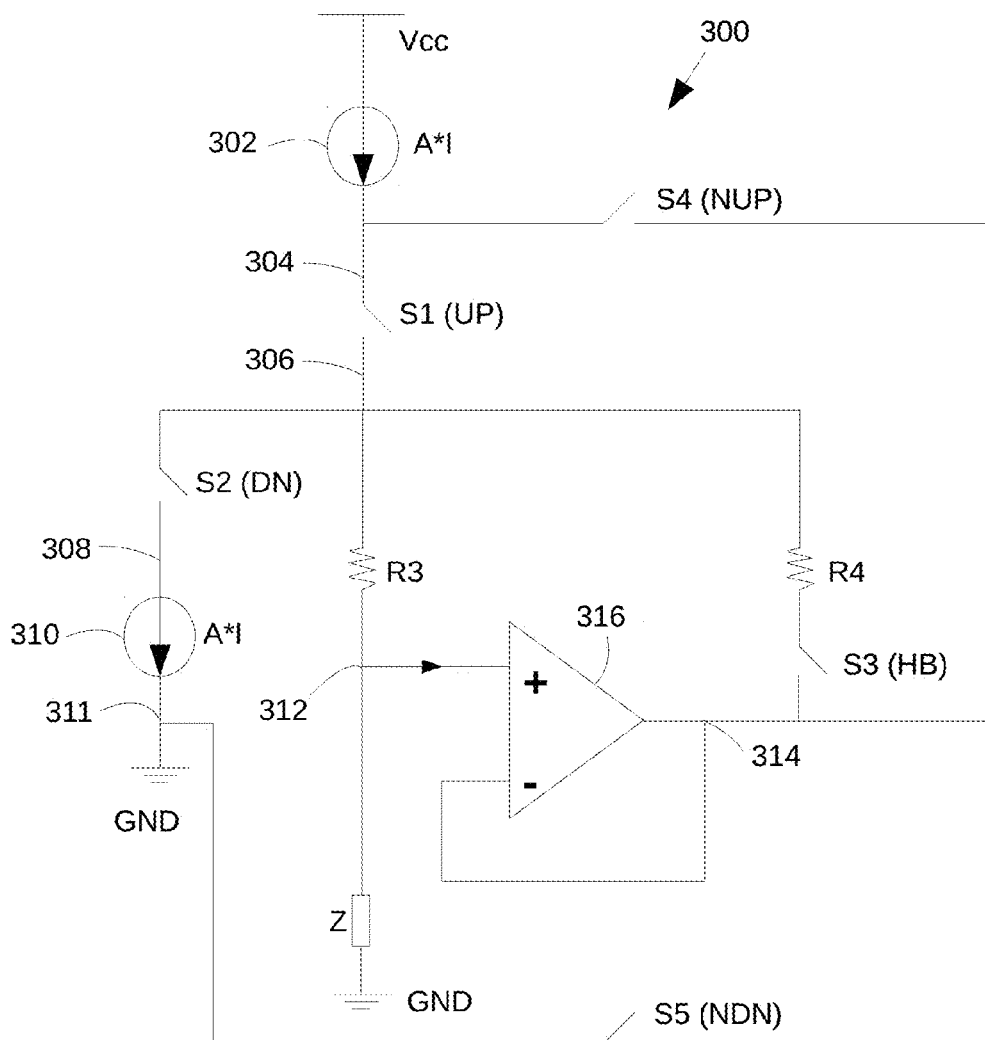 Vcc
300
302
A*I
S4 (NUP)
304
S1 (UP)
306
S2 (DN)
308
R3
R4
316
310
A*I
S3 (HB)
+
311
312
314
-
GND
Z
GND
S5 (NDN)